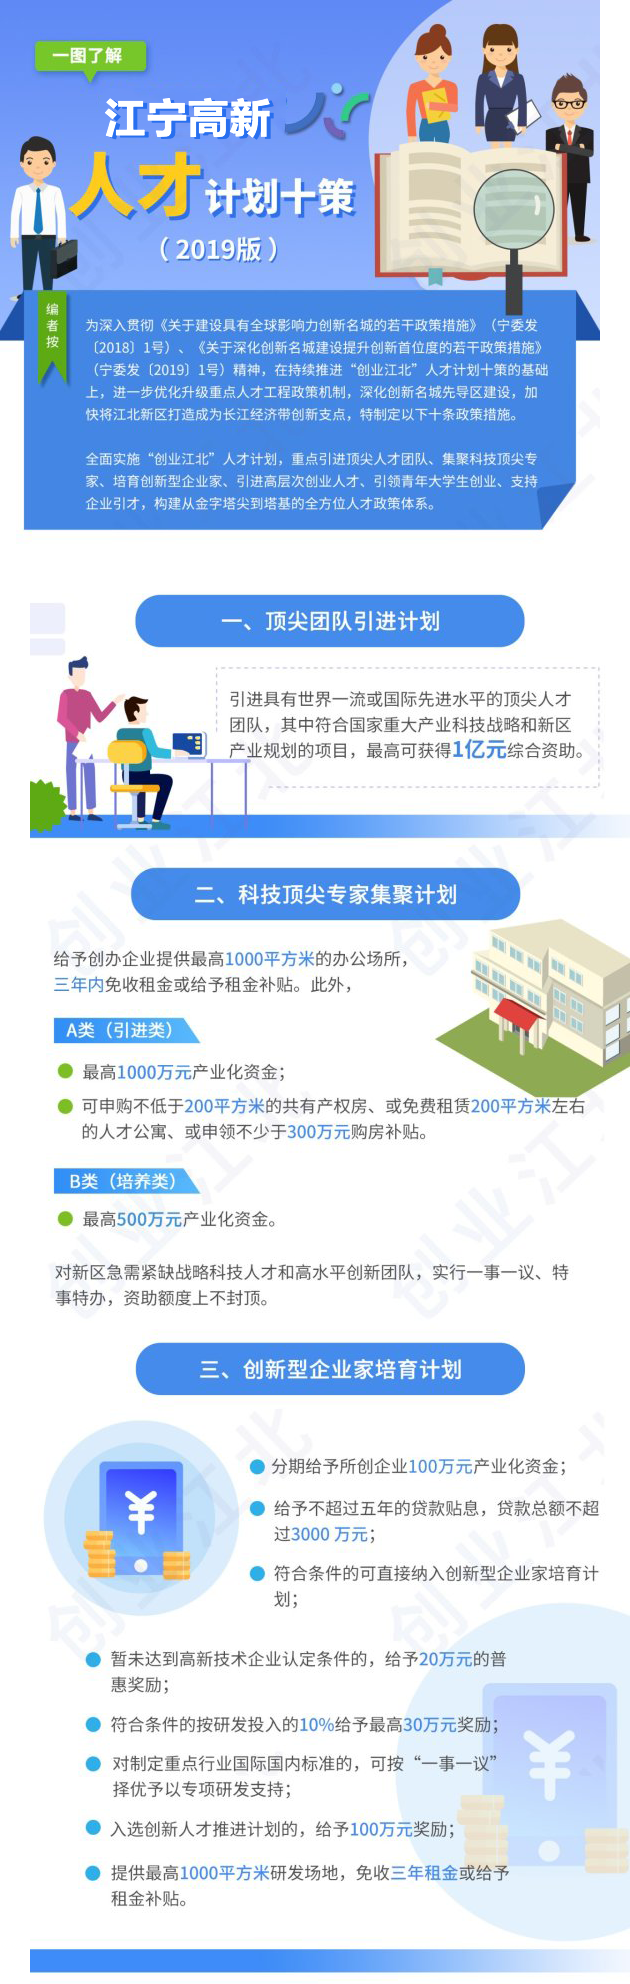 一图了解
江宁高新
人才计划十策
（2019版）
编者按
为深入贯彻《关于建设具有全球影响力创新名城的若干政策措施》（宁委发
〔2018〕1号）、《关于深化创新名城建设提升创新首位度的若干政策措施》
（宁委发〔2019〕1号）精神，在持续推进“创业江北”人才计划十策的基础
上，进一步优化升级重点人才工程政策机制，深化创新名城先导区建设，加
快将江北新区打造成为长江经济带创新支点，特制定以下十条政策措施。
全面实施“创业江北”人才计划，重点引进顶尖人才团队、集聚科技顶尖专
家、培育创新型企业家、引进高层次创业人才、引领青年大学生创业、支持
企业引才，构建从金字塔尖到塔基的全方位人才政策体系。
一、顶尖团队引进计划
引进具有世界一流或国际先进水平的顶尖人才
团队，其中符合国家重大产业科技战略和新区
产业规划的项目，最高可获得1亿元综合资助。
二、科技顶尖专家集聚计划
给予创办企业提供最高1000平方米的办公场所，
三年内免收租金或给予租金补贴。此外，
A类（引进类）
最高1000万元产业化资金；
可申购不低于200平方米的共有产权房、或免费租赁200平方米左右
的人才公寓、或申领不少于300万元购房补贴。
B类（培养类）
最高500万元产业化资金。
对新区急需紧缺战略科技人才和高水平创新团队，实行一事一议、特
事特办，资助额度上不封顶。
三、创新型企业家培育计划
¥
分期给予所创企业100万元产业化资金；
给予不超过五年的贷款贴息，贷款总额不超
过3000 万元；
符合条件的可直接纳入创新型企业家培育计
划；
暂未达到高新技术企业认定条件的，给予20万元的普
惠奖励；
符合条件的按研发投入的10%给予最高30万元奖励；
对制定重点行业国际国内标准的，可按“一事一议”
择优予以专项研发支持；
入选创新人才推进计划的，给予100万元奖励；
提供最高1000平方米研发场地，免收三年租金或给予
租金补贴。
¥
创业江北
创业江北
创业江北
创业江北